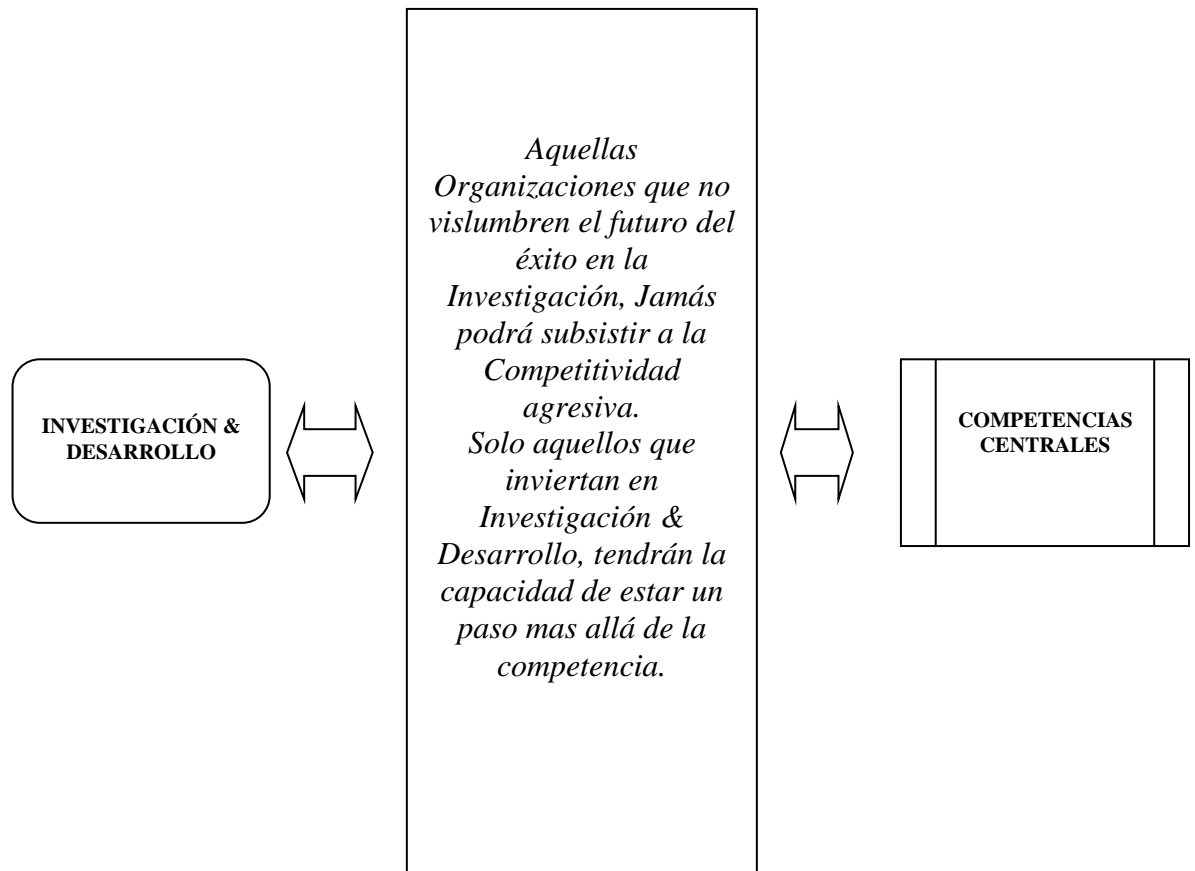 INVESTIGACIÓN &
DESARROLLO
Aquellas
Organizaciones que no
vislumbren el futuro del
éxito en la
Investigación, Jamás
podrá subsistir a la
Competitividad
agresiva.
Solo aquellos que
inviertan en
Investigación &
Desarrollo, tendrán la
capacidad de estar un
paso mas allá de la
competencia.
COMPETENCIAS
CENTRALES